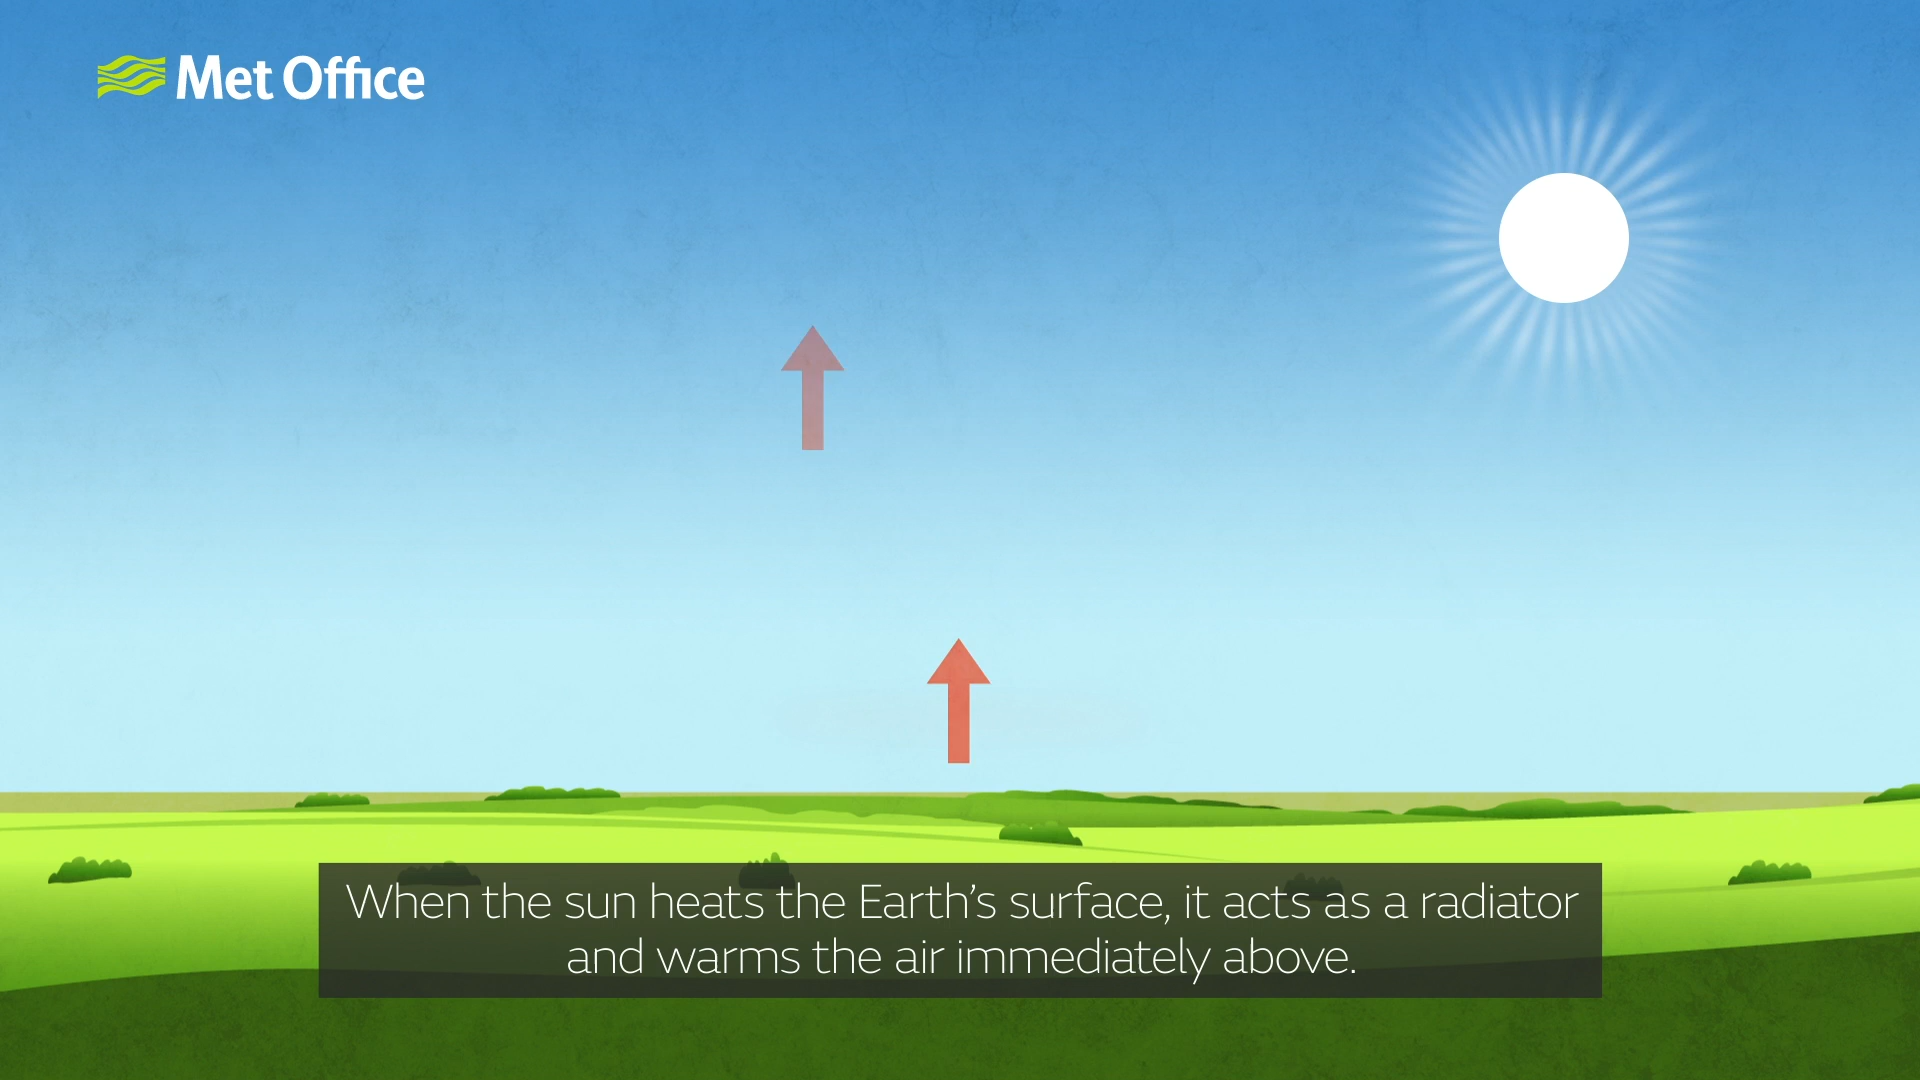 Met Office
When the sun heats the Earth’s surface, it acts as a radiator
and warms the air immediately above.